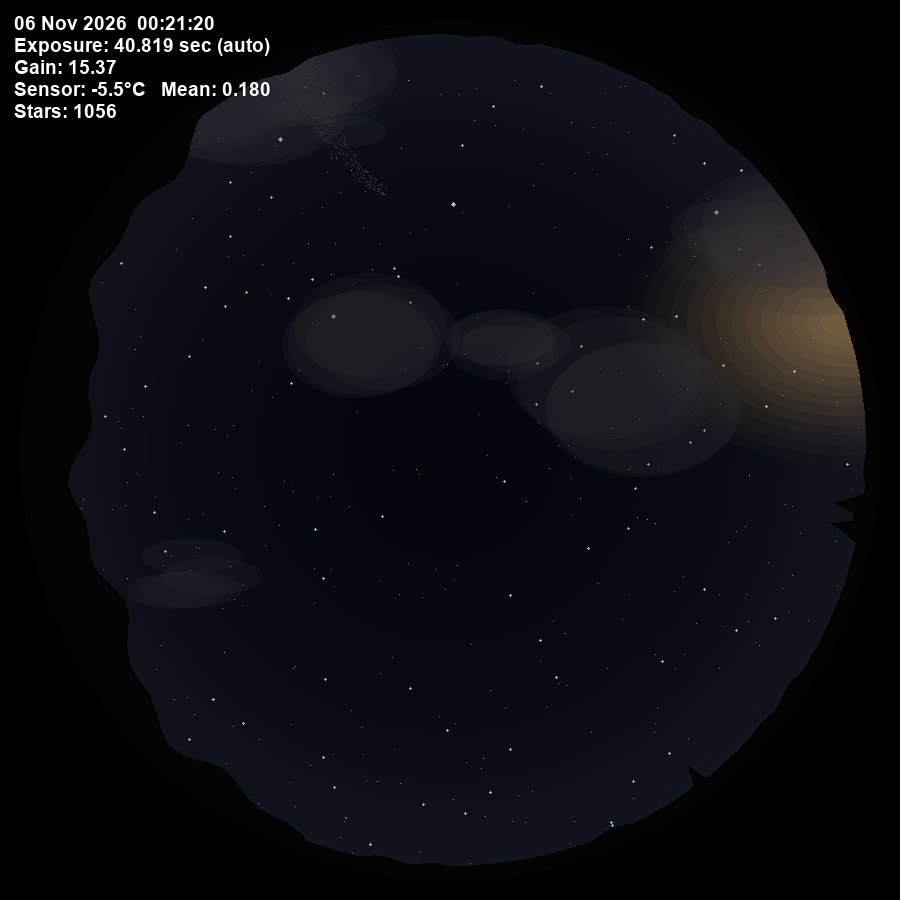 06 Nov 2026  00:21:20
Exposure: 40.819 sec (auto)
Gain: 15.37
Sensor: -5.5°C   Mean: 0.180
Stars: 1056